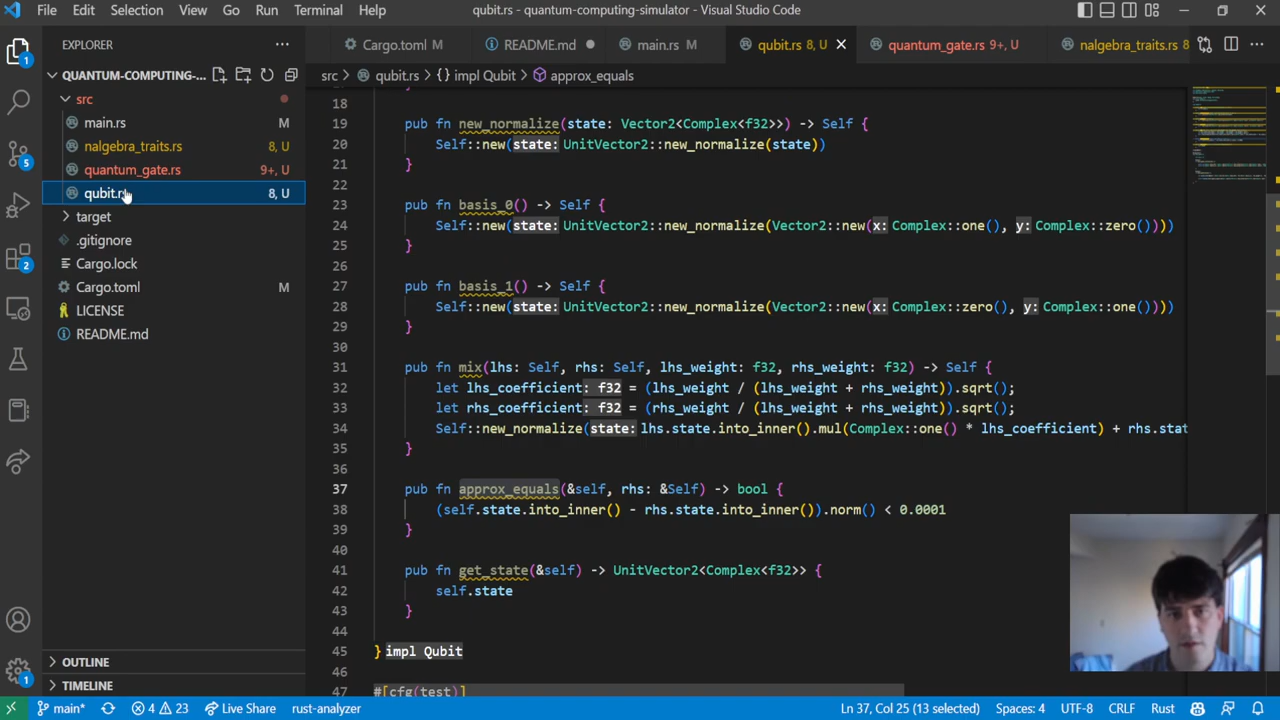 File Edit Selection View Go Run Terminal Help
qubit.rs - quantum-computing-simulator - Visual Studio Code
EXPLORER
Cargo.toml M
README.md
main.rs M
qubit.rs 8, U
quantum_gate.rs 9+, U
nalgebra_traits.rs 8, U
QUANTUM-COMPUTING-...
src > qubit.rs > {} impl Qubit > approx_equals
src
main.rs M
nalgebra_traits.rs 8, U
quantum_gate.rs 9+, U
qubit.rs 8, U
target
.gitignore
Cargo.lock
Cargo.toml M
LICENSE
README.md
18
19 pub fn new_normalize(state: Vector2<Complex<f32>>) -> Self {
20 Self::new(state: UnitVector2::new_normalize(state))
21 }
22
23 pub fn basis_0() -> Self {
24 Self::new(state: UnitVector2::new_normalize(Vector2::new(x: Complex::one(), y: Complex::zero())))
25 }
26
27 pub fn basis_1() -> Self {
28 Self::new(state: UnitVector2::new_normalize(Vector2::new(x: Complex::zero(), y: Complex::one())))
29 }
30
31 pub fn mix(lhs: Self, rhs: Self, lhs_weight: f32, rhs_weight: f32) -> Self {
32 let lhs_coefficient: f32 = (lhs_weight / (lhs_weight + rhs_weight)).sqrt();
33 let rhs_coefficient: f32 = (rhs_weight / (lhs_weight + rhs_weight)).sqrt();
34 Self::new_normalize(state: lhs.state.into_inner().mul(Complex::one() * lhs_coefficient) + rhs.stat
35 }
36
37 pub fn approx_equals(&self, rhs: &Self) -> bool {
38 (self.state.into_inner() - rhs.state.into_inner()).norm() < 0.0001
39 }
40
41 pub fn get_state(&self) -> UnitVector2<Complex<f32>> {
42 self.state
43 }
44
45 } impl Qubit
46
47 #[cfg(test)]
1
5
2
1
OUTLINE
TIMELINE
main* 4 23 Live Share rust-analyzer
Ln 37, Col 25 (13 selected) Spaces: 4 UTF-8 CRLF Rust